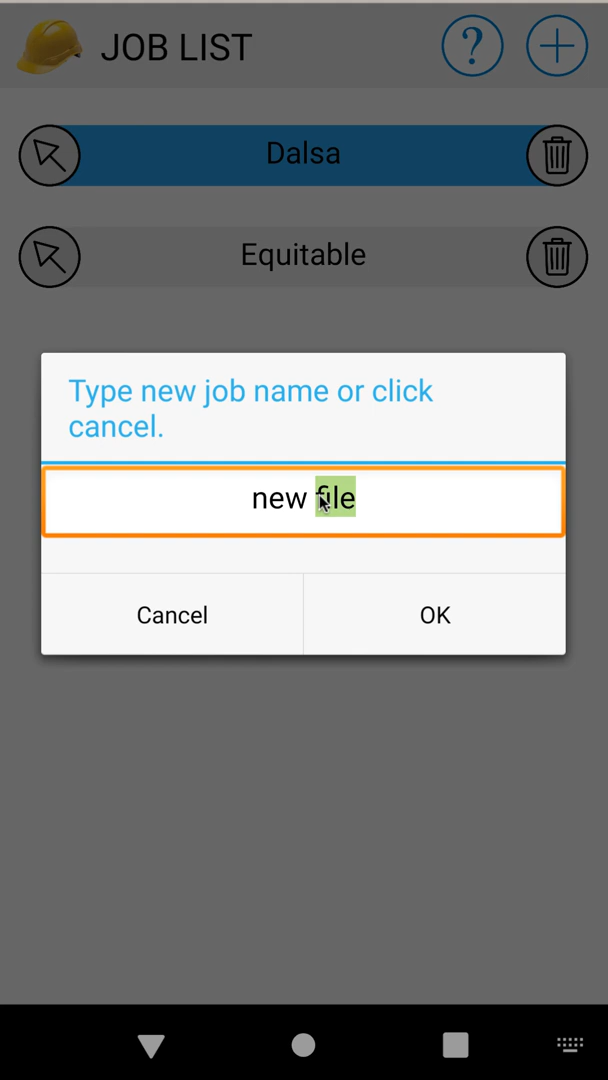 JOB LIST
?
Dalsa
Equitable
Type new job name or click
cancel.
new file
Cancel
OK